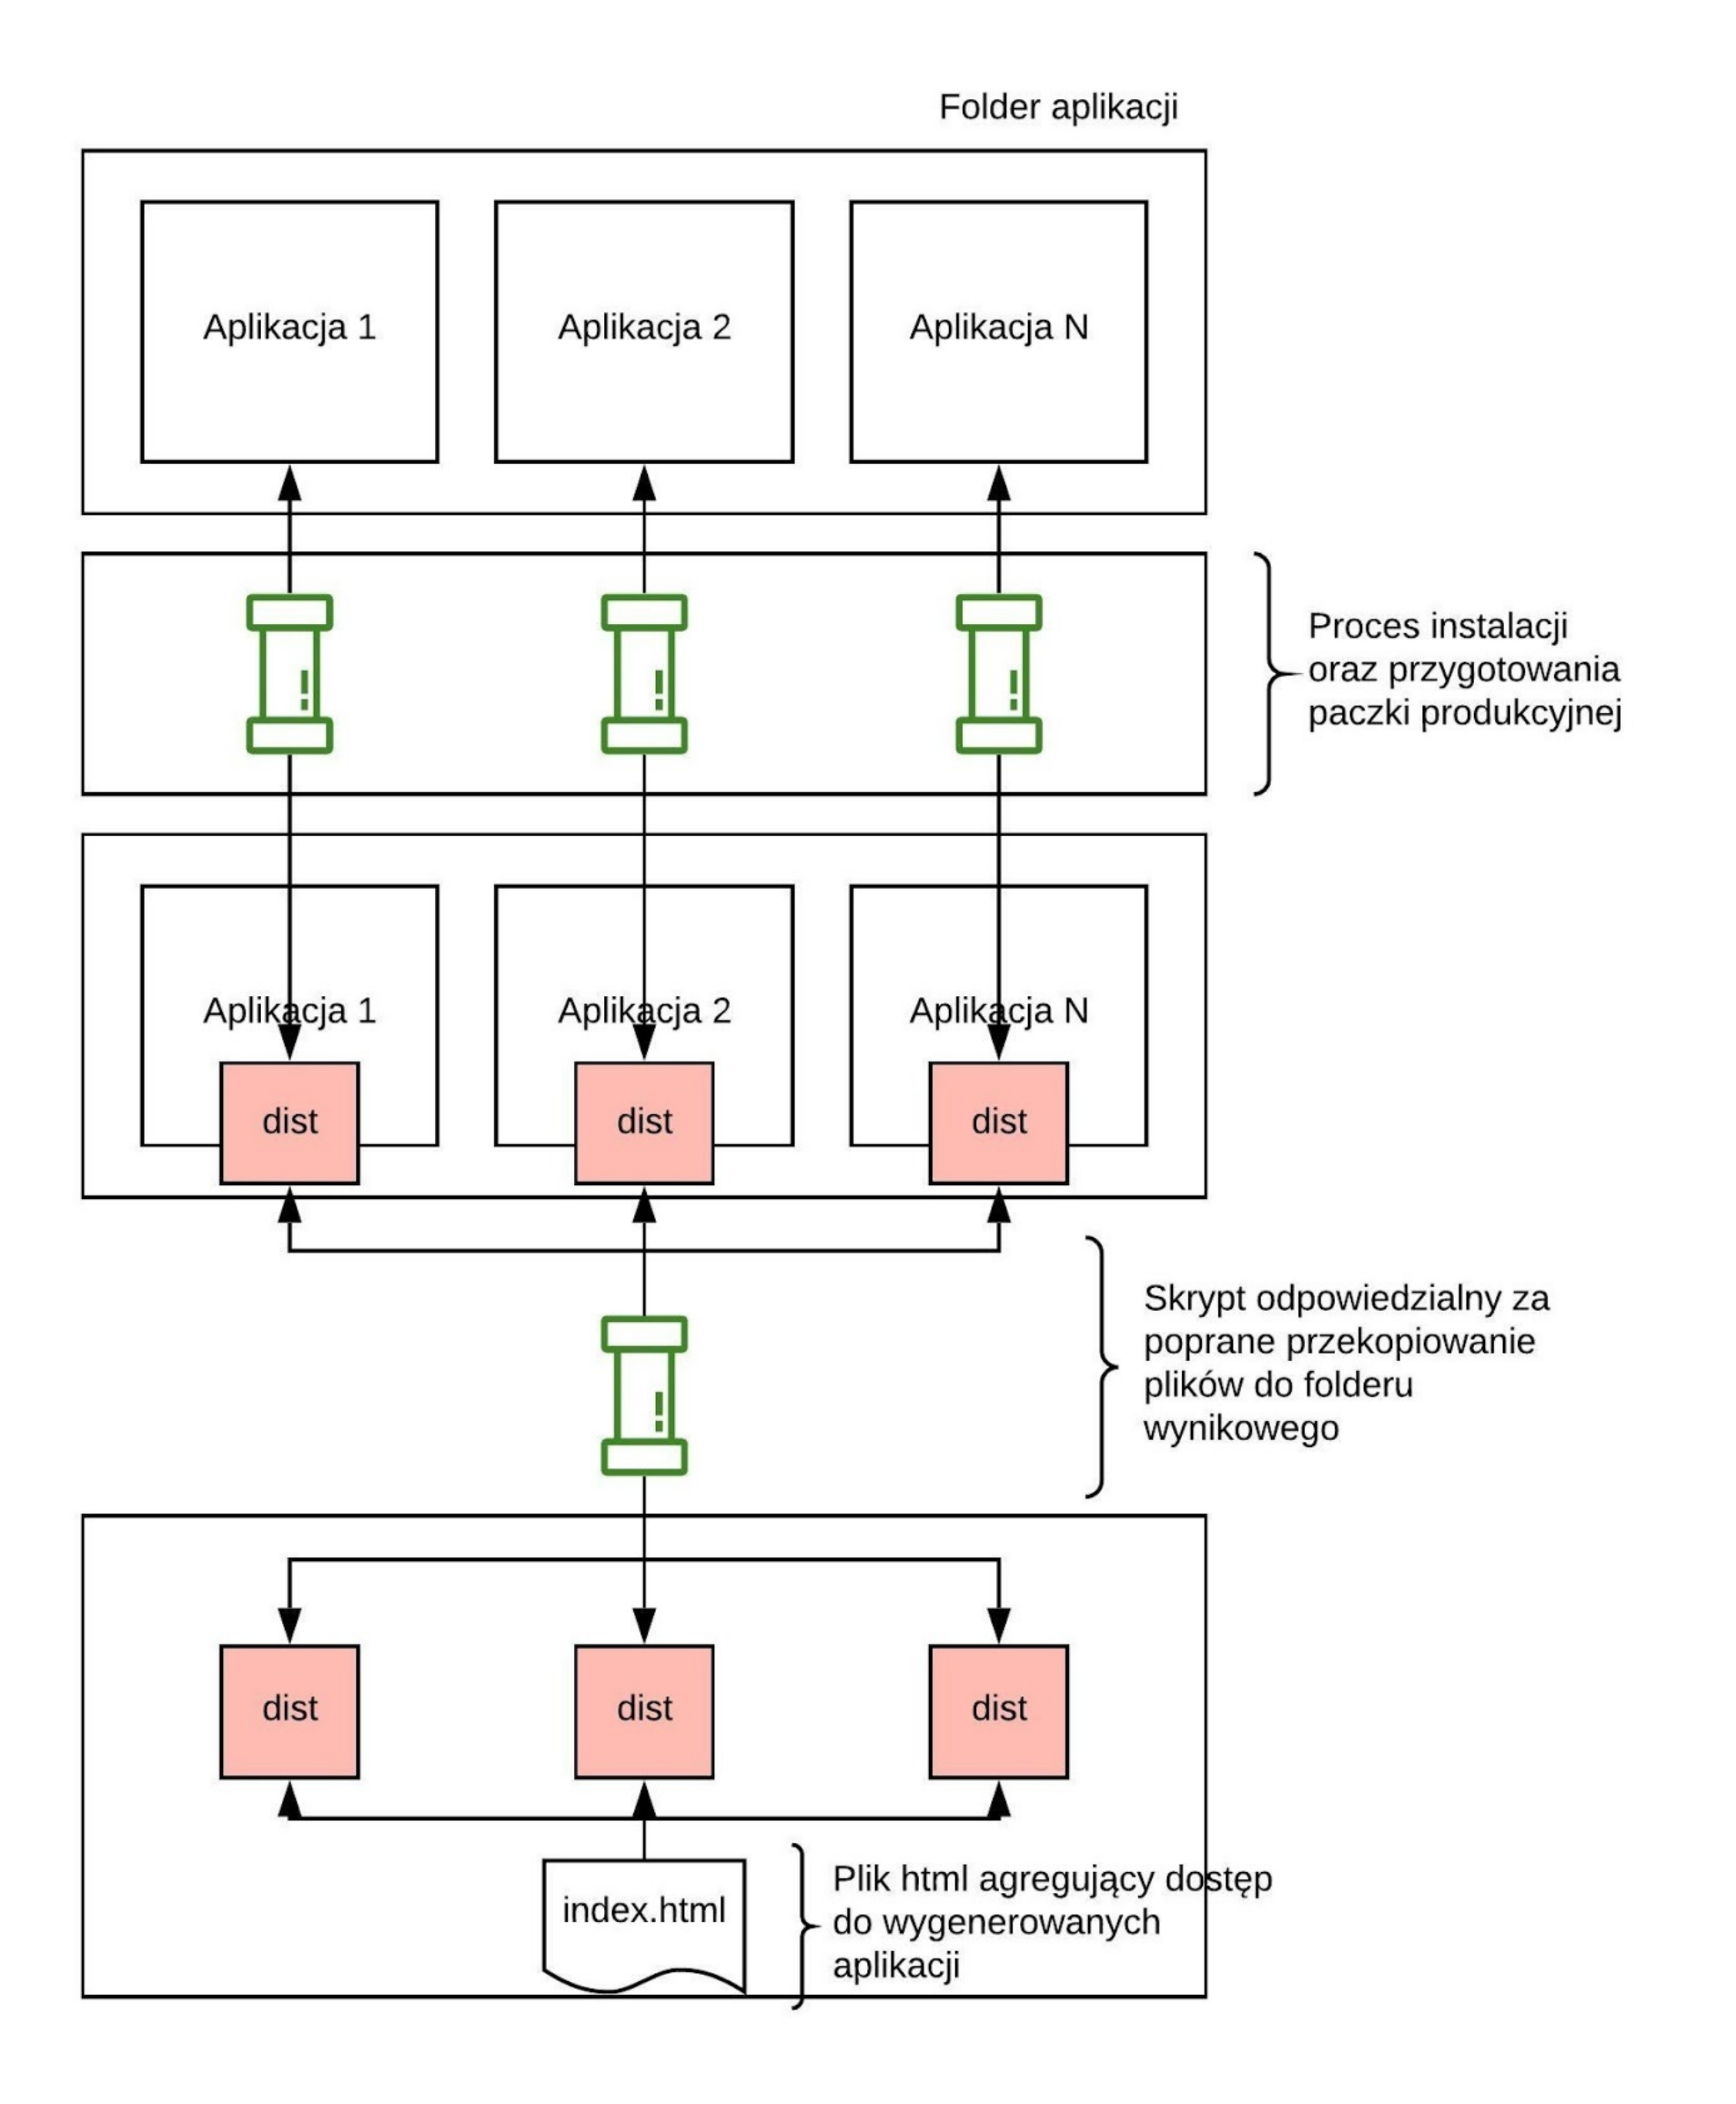 Folder aplikacji
Aplikacja 1
Aplikacja 2
Aplikacja N
Proces instalacji
oraz przygotowania
paczki produkcyjnej
Aplikacja 1
Aplikacja 2
Aplikacja N
dist
dist
dist
Skrypt odpowiedzialny za
poprane przekopiowanie
plików do folderu
wynikowego
dist
dist
dist
index.html
Plik html agregujący dostęp
do wygenerowanych
aplikacji